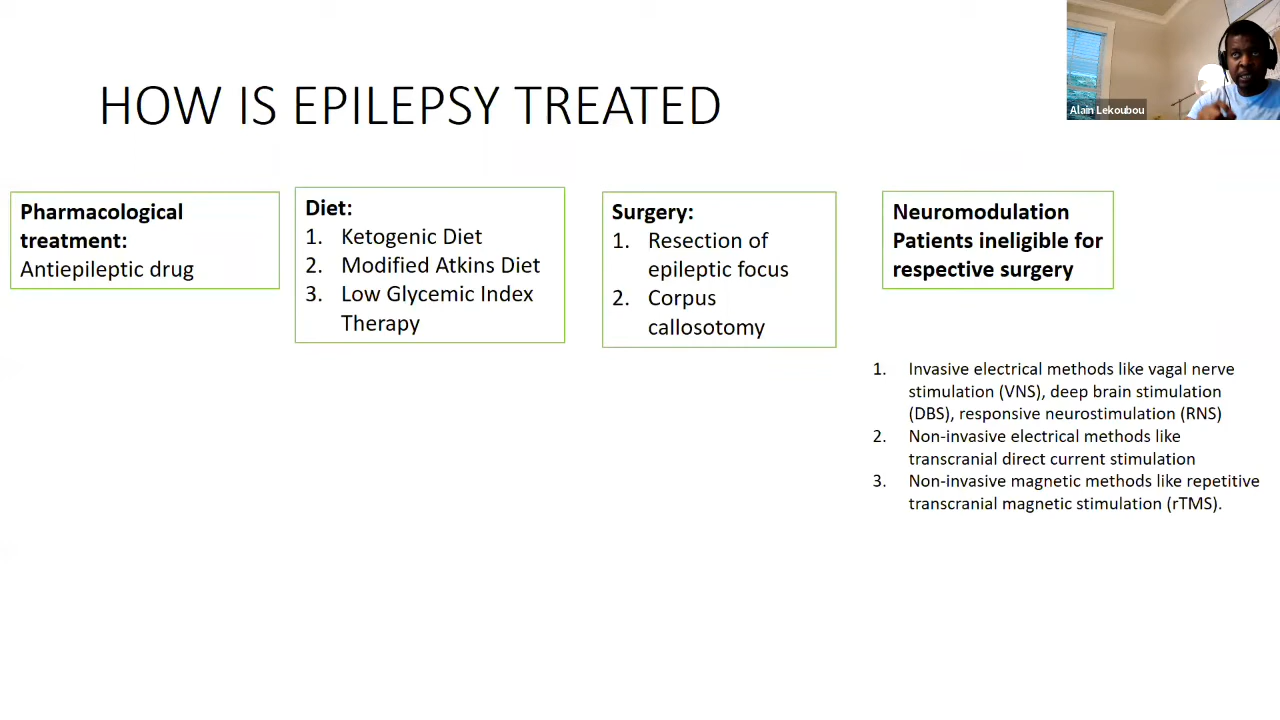 HOW IS EPILEPSY TREATED
Alain Lekoubou
Pharmacological
treatment:
Antiepileptic drug
Diet:
1. Ketogenic Diet
2. Modified Atkins Diet
3. Low Glycemic Index
Therapy
Surgery:
1. Resection of
epileptic focus
2. Corpus
callosotomy
Neuromodulation
Patients ineligible for
respective surgery
1. Invasive electrical methods like vagal nerve
stimulation (VNS), deep brain stimulation
(DBS), responsive neurostimulation (RNS)
2. Non-invasive electrical methods like
transcranial direct current stimulation
3. Non-invasive magnetic methods like repetitive
transcranial magnetic stimulation (rTMS).